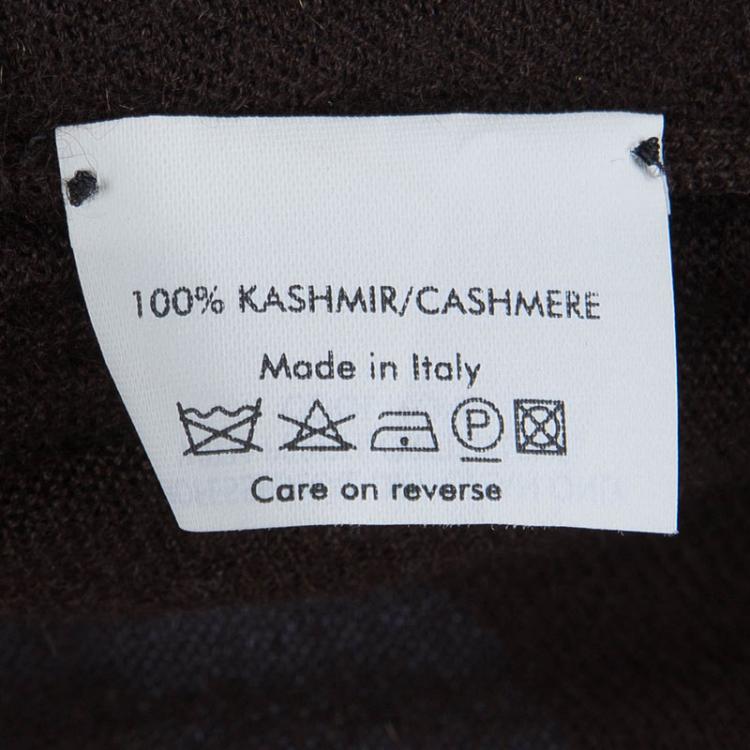 100% KASHMIR/CASHMERE
Made in Italy
P
Care on reverse